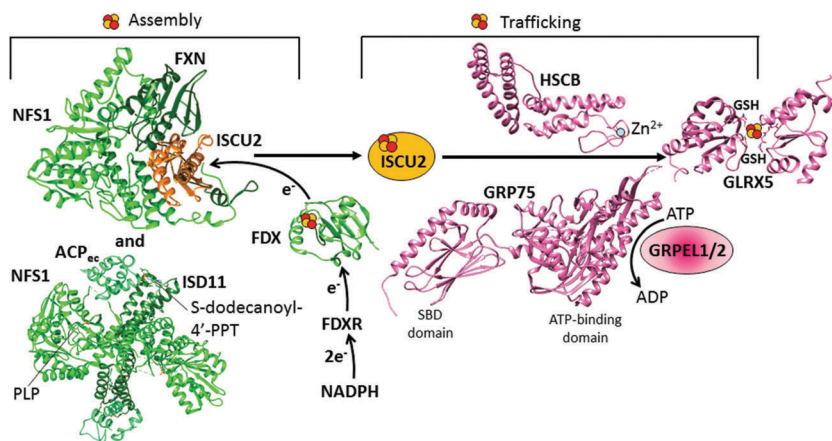 Assembly
Trafficking
FXN
NFS1
ISCU2
HSCB
Zn²⁺
GSH
GSH
GLRX5
ISCU2
e⁻
FDX
GRP75
ATP
GRPEL1/2
ADP
and
ACPec
NFS1
ISD11
S-dodecanoyl-
4’-PPT
PLP
e⁻
FDXR
2e⁻
NADPH
SBD
domain
ATP-binding
domain